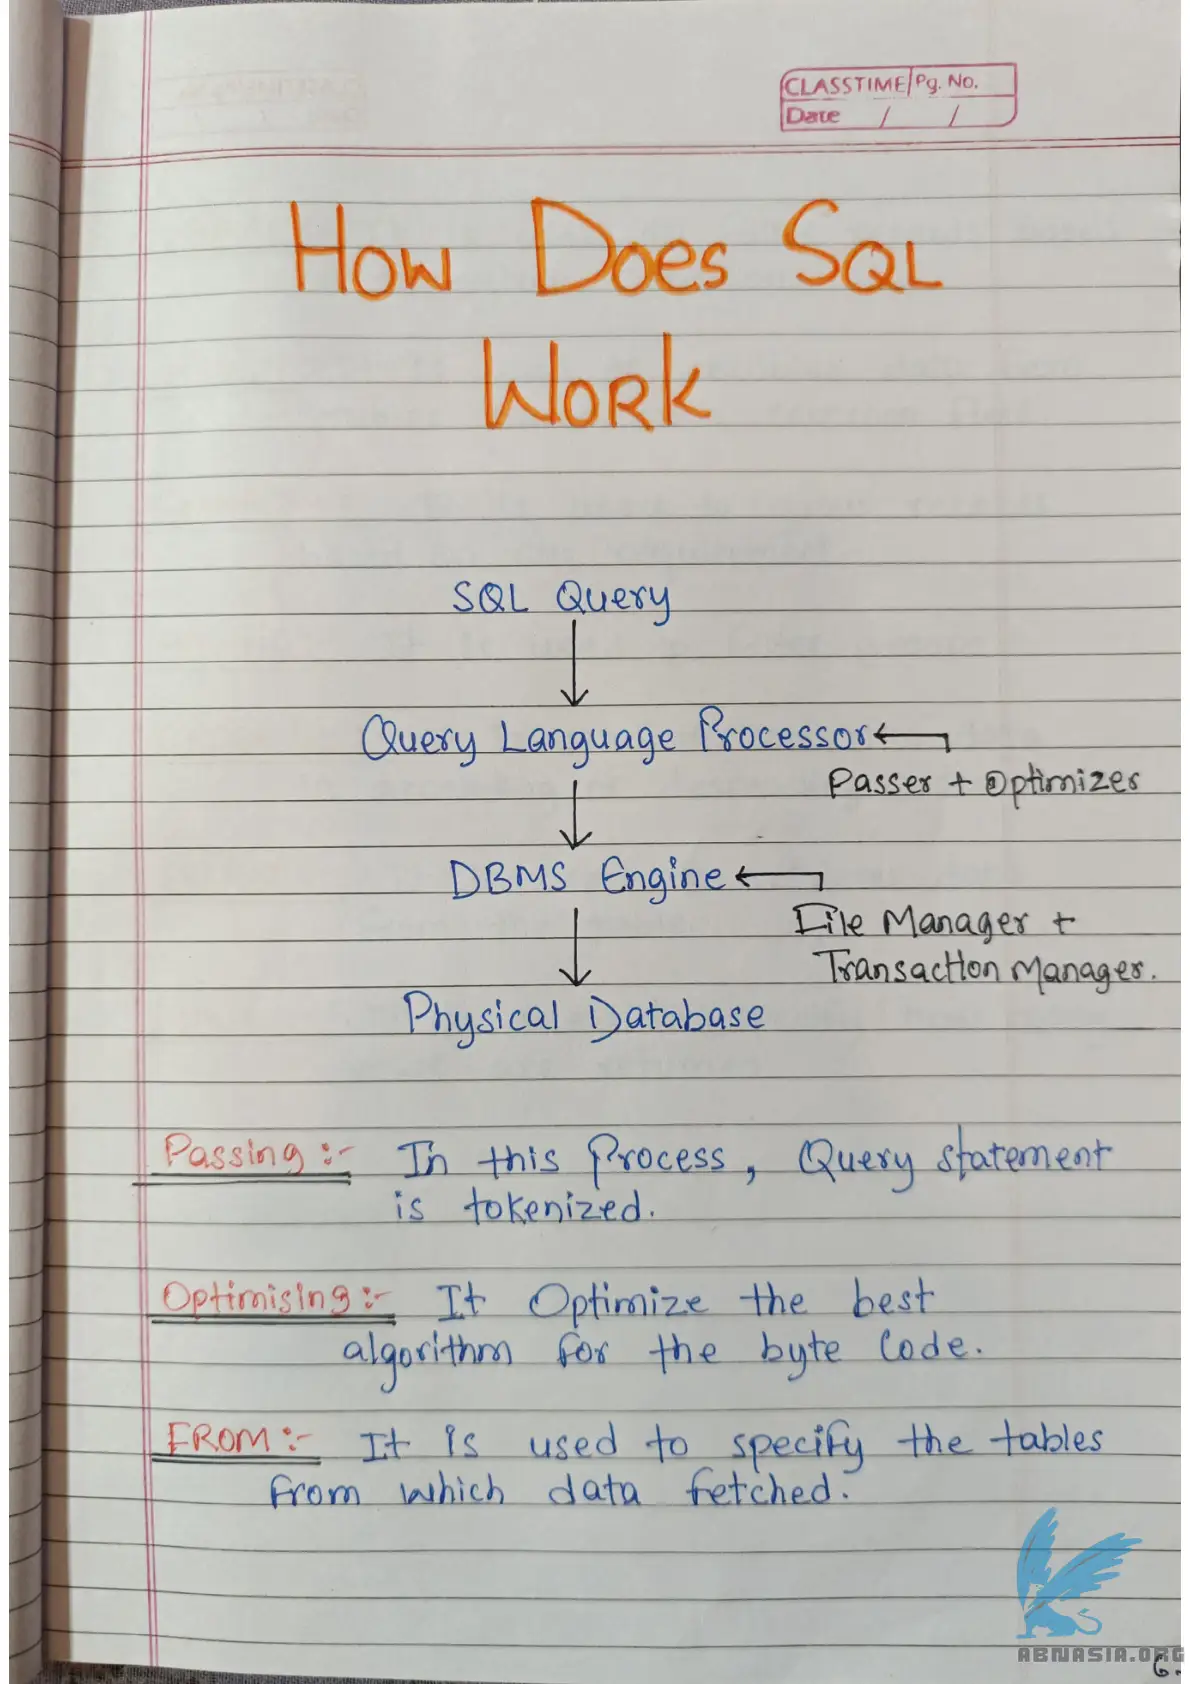 CLASSTIME Pg. No.
Date / /
How Does SQL
Work
SQL Query
Query Language Processor
Passer + Optimizer
DBMS Engine
File Manager +
Transaction Manager.
Physical Database
Passing :- In this Process, Query statement
is tokenized.
Optimising :- It Optimize the best
algorithm for the byte Code.
FROM :- It is used to specify the tables
from which data fetched.
ABNASIA.ORG
6.